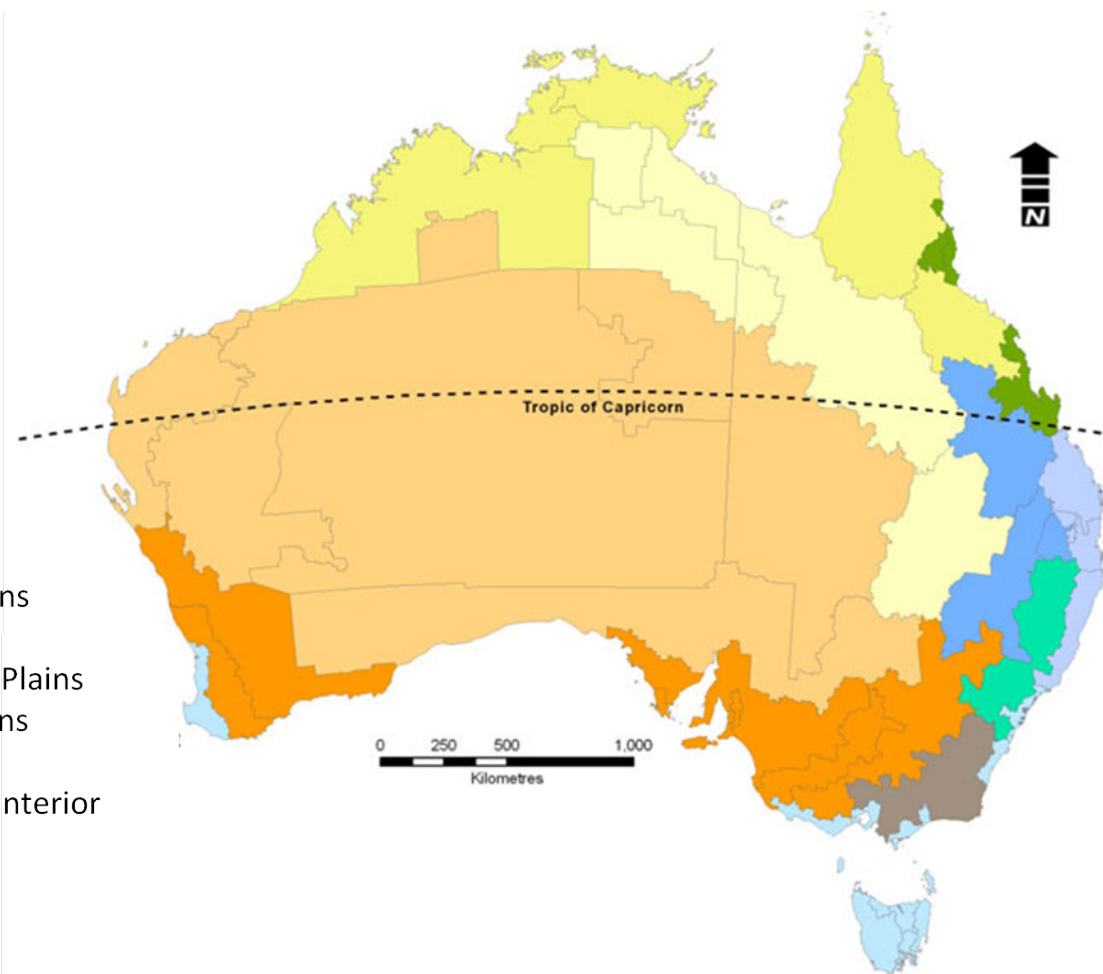 N
Tropic of Capricorn
ns
Plains
ns
nterior
0 250 500 1,000
Kilometres